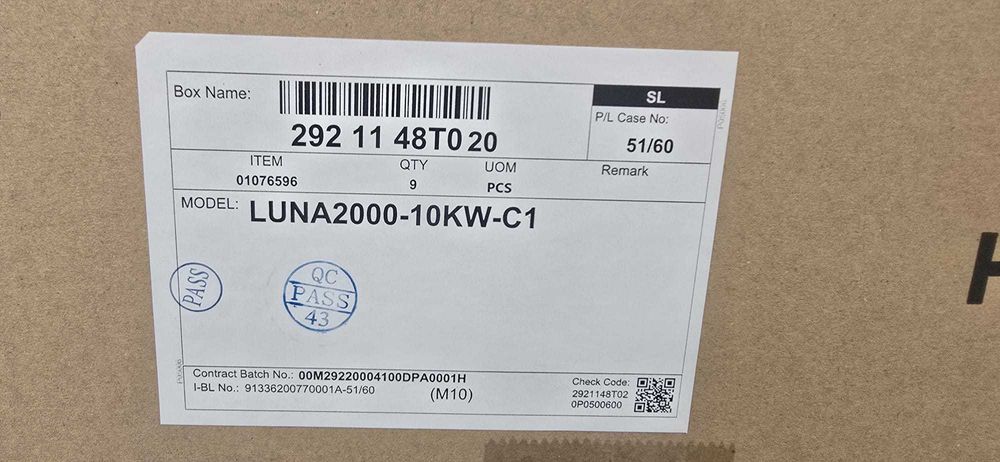 Box Name:
292 11 48T0 20
SL
P/L Case No:
51/60
ITEM QTY UOM Remark
01076596 9 PCS
MODEL: LUNA2000-10KW-C1
PASS
QC
PASS
43
Contract Batch No.: 00M29220004100DPA0001H
I-BL No.: 91336200770001A-51/60
(M10)
Check Code:
2921148T02
0P0500600
H